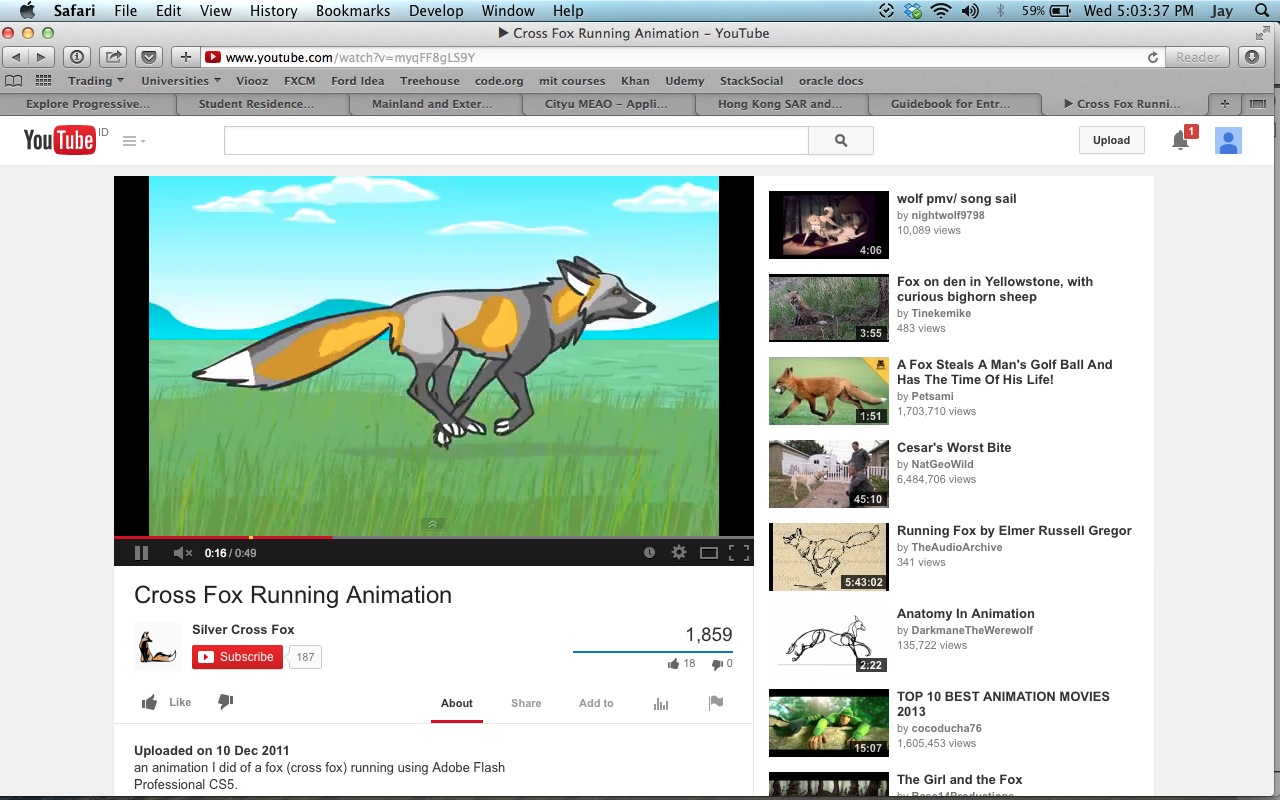 Safari File Edit View History Bookmarks Develop Window Help 59% Wed 5:03:37 PM Jay
▶ Cross Fox Running Animation – YouTube
www.youtube.com/watch?v=myqFF8gLS9Y Reader
Trading Universities Viooz FXCM Ford Idea Treehouse code.org mit courses Khan Udemy StackSocial oracle docs
Explore Progressive... Student Residence... Mainland and Exter... Cityu MEAO – Appli... Hong Kong SAR and... Guidebook for Entr... ▶ Cross Fox Runni...
YouTube ID Upload 1
0:16 / 0:49
Cross Fox Running Animation
Silver Cross Fox
Subscribe 187
1,859
18 0
Like About Share Add to
Uploaded on 10 Dec 2011
an animation I did of a fox (cross fox) running using Adobe Flash
Professional CS5.
wolf pmv/ song sail
by nightwolf9798
10,089 views
4:06
Fox on den in Yellowstone, with
curious bighorn sheep
by Tinekemike
483 views
3:55
A Fox Steals A Man's Golf Ball And
Has The Time Of His Life!
by Petsami
1,703,710 views
1:51
Cesar's Worst Bite
by NatGeoWild
6,484,706 views
45:10
Running Fox by Elmer Russell Gregor
by TheAudioArchive
341 views
5:43:02
Anatomy In Animation
by DarkmaneTheWerewolf
135,722 views
2:22
TOP 10 BEST ANIMATION MOVIES
2013
by cocoducha76
1,605,453 views
15:07
The Girl and the Fox
by Base14Productions